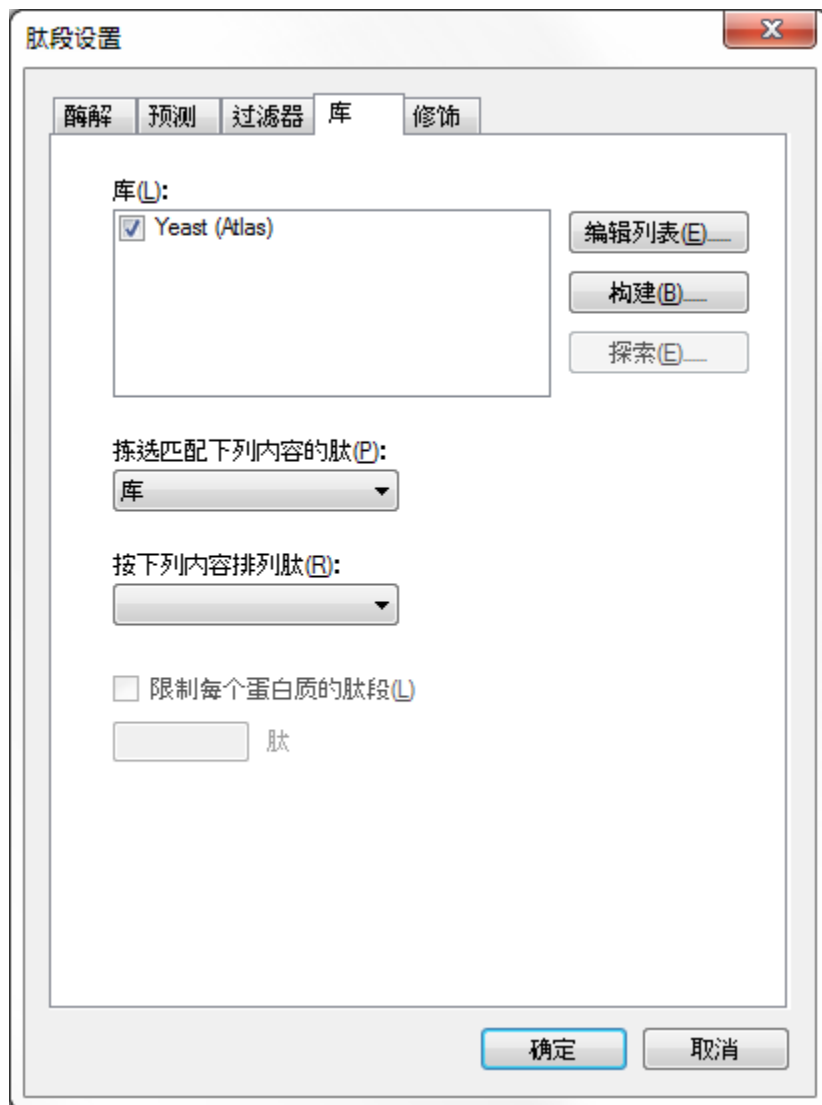 肽段设置
酶解 预测 过滤器 库 修饰
库(L):
Yeast (Atlas)
编辑列表(E)......
构建(B)......
探索(E)......
拣选匹配下列内容的肽(P):
库
按下列内容排列肽(R):
限制每个蛋白质的肽段(L)
肽
确定 取消